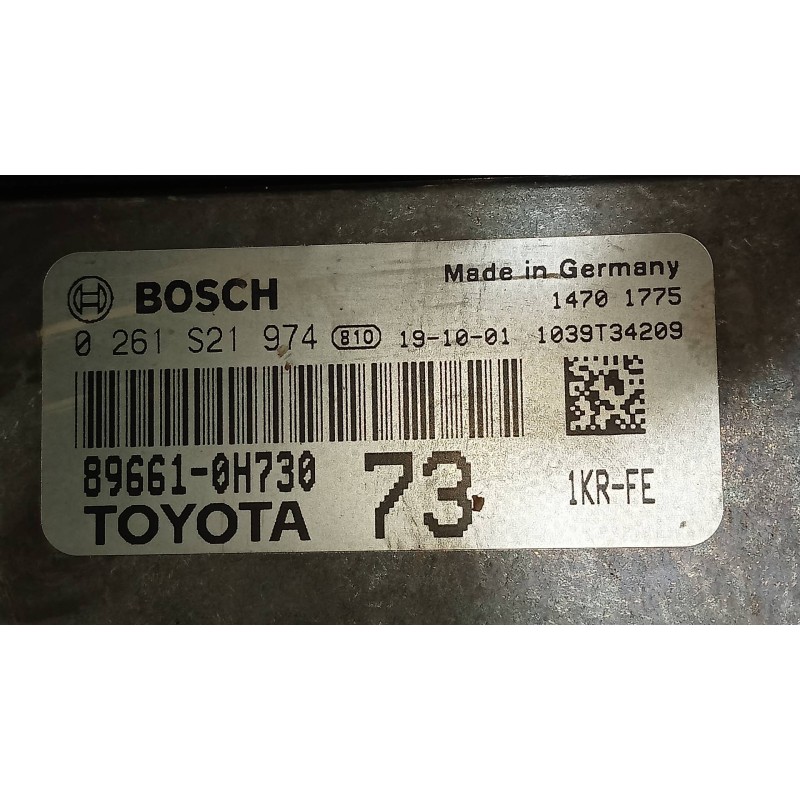 BOSCH
Made in Germany
1470 1775
0 261 S21 974 810 19-10-01 1039T34209
89661-0H730
73
1KR-FE
TOYOTA